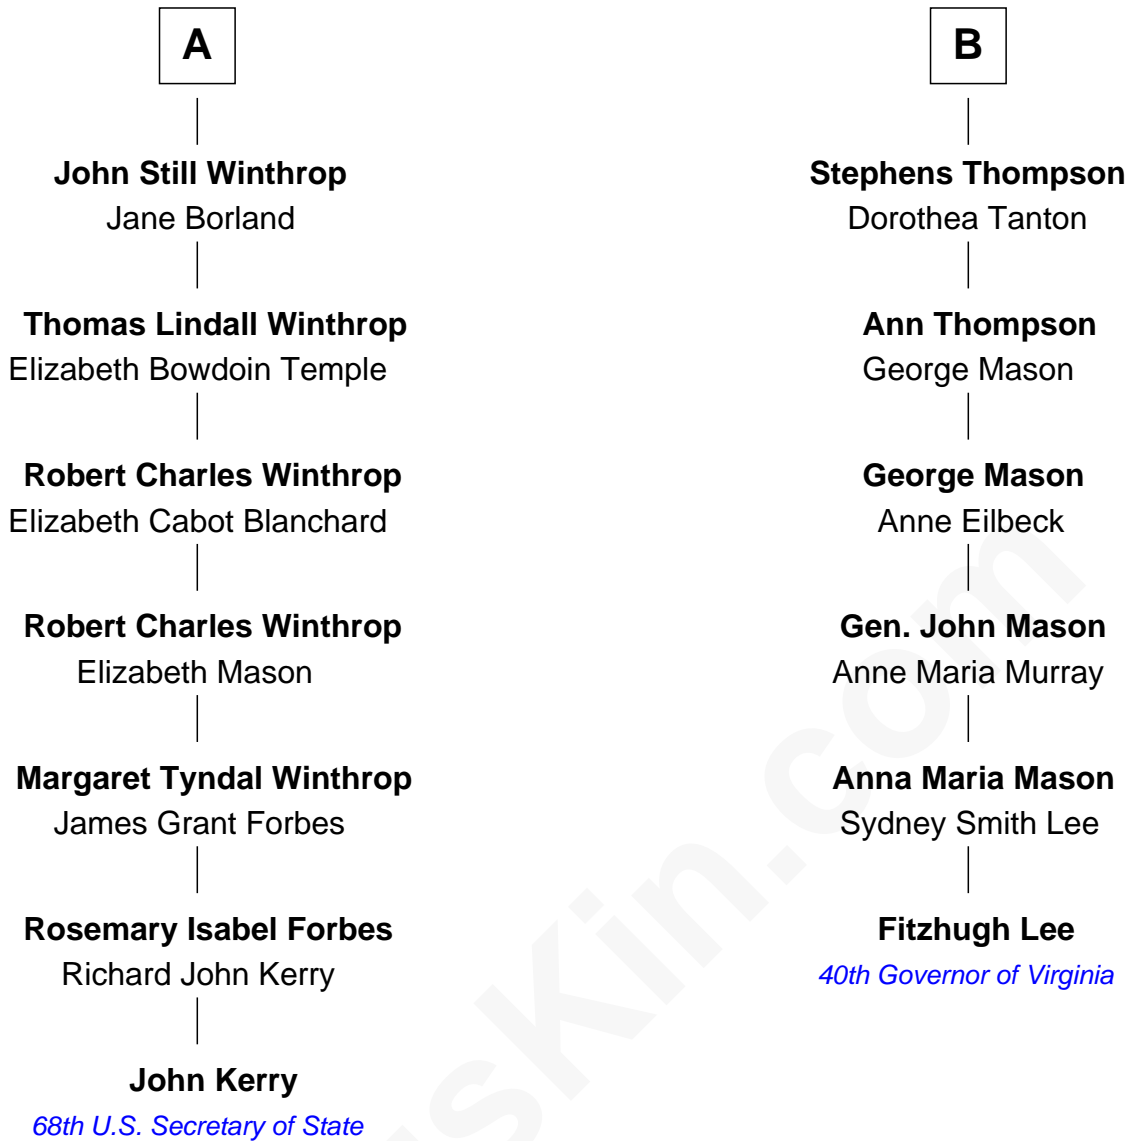 A
John Still Winthrop
Jane Borland
Thomas Lindall Winthrop
Elizabeth Bowdoin Temple
Robert Charles Winthrop
Elizabeth Cabot Blanchard
Robert Charles Winthrop
Elizabeth Mason
Margaret Tyndal Winthrop
James Grant Forbes
Rosemary Isabel Forbes
Richard John Kerry
John Kerry
68th U.S. Secretary of State
B
Stephens Thompson
Dorothea Tanton
Ann Thompson
George Mason
George Mason
Anne Eilbeck
Gen. John Mason
Anne Maria Murray
Anna Maria Mason
Sydney Smith Lee
Fitzhugh Lee
40th Governor of Virginia